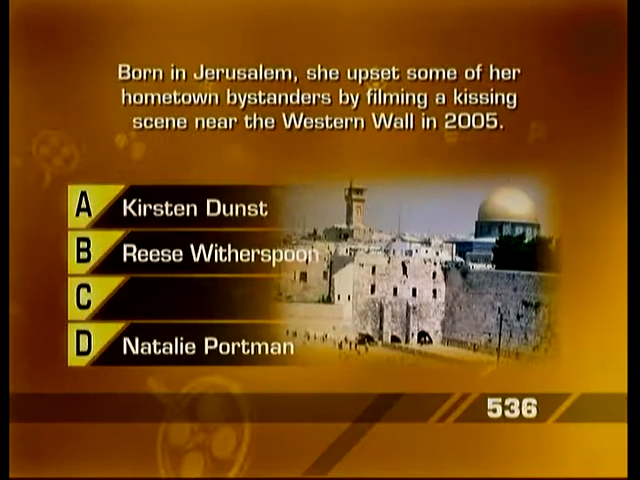 Born in Jerusalem, she upset some of her
hometown bystanders by filming a kissing
scene near the Western Wall in 2005.
A Kirsten Dunst
B Reese Witherspoon
C
D Natalie Portman
536